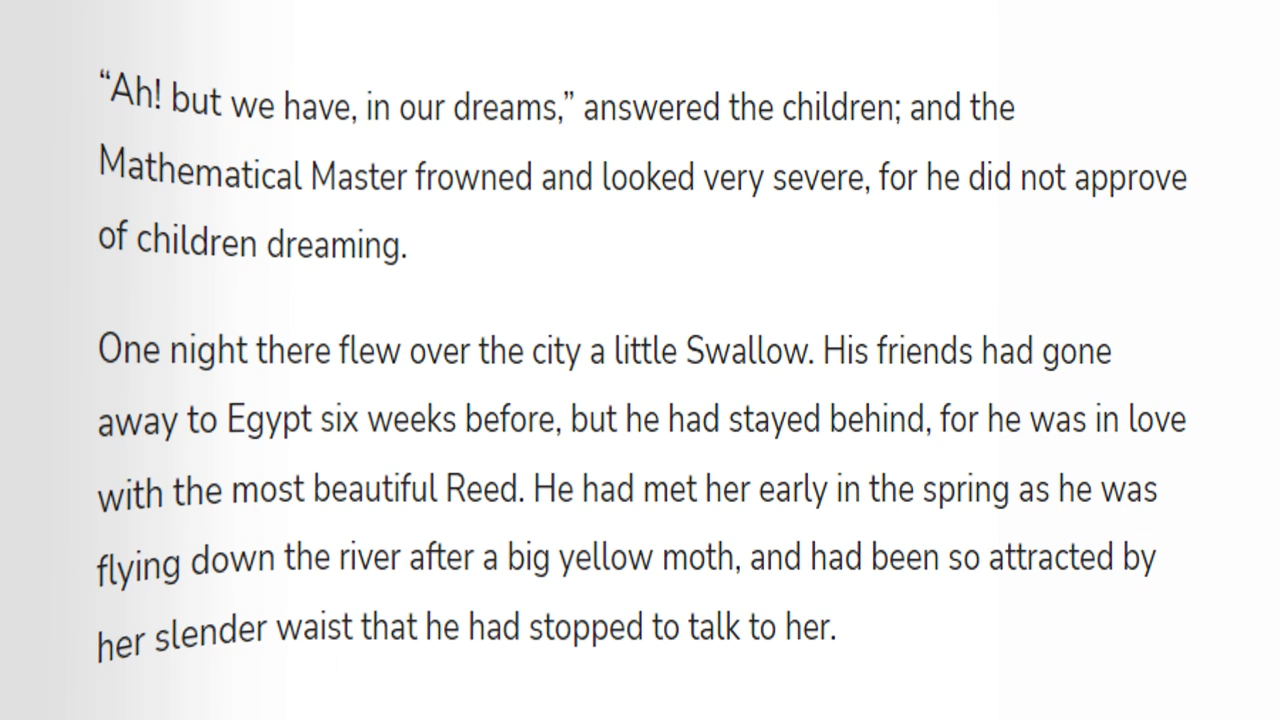 “Ah! but we have, in our dreams,” answered the children; and the
Mathematical Master frowned and looked very severe, for he did not approve
of children dreaming.
One night there flew over the city a little Swallow. His friends had gone
away to Egypt six weeks before, but he had stayed behind, for he was in love
with the most beautiful Reed. He had met her early in the spring as he was
flying down the river after a big yellow moth, and had been so attracted by
her slender waist that he had stopped to talk to her.